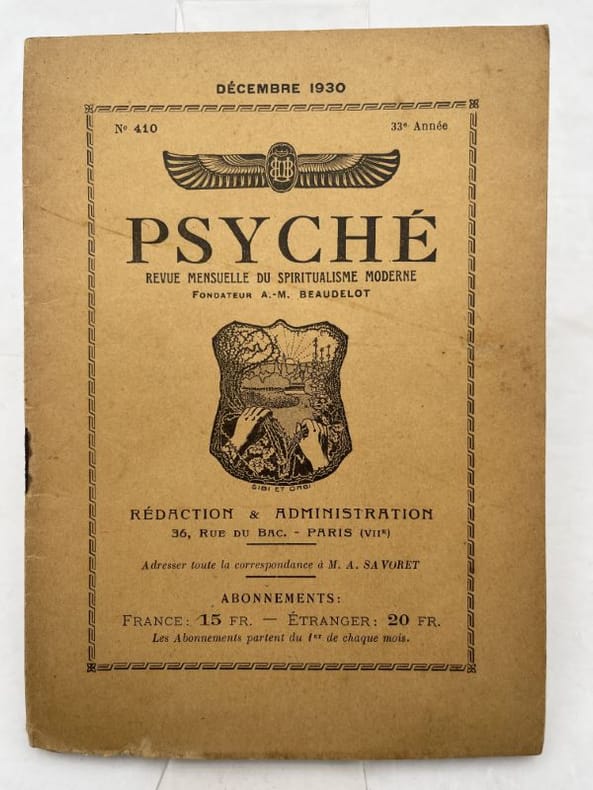 DÉCEMBRE 1930
Nº 410
33e Année
PSYCHÉ
REVUE MENSUELLE DU SPIRITUALISME MODERNE
FONDATEUR A.-M. BEAUDELOT
SIBI ET ORBI
RÉDACTION & ADMINISTRATION
36, RUE DU BAC. - PARIS (VIIe)
Adresser toute la correspondance à M. A. SAVORET
ABONNEMENTS:
FRANCE: 15 FR. — ÉTRANGER: 20 FR.
Les Abonnements partent du 1er de chaque mois.